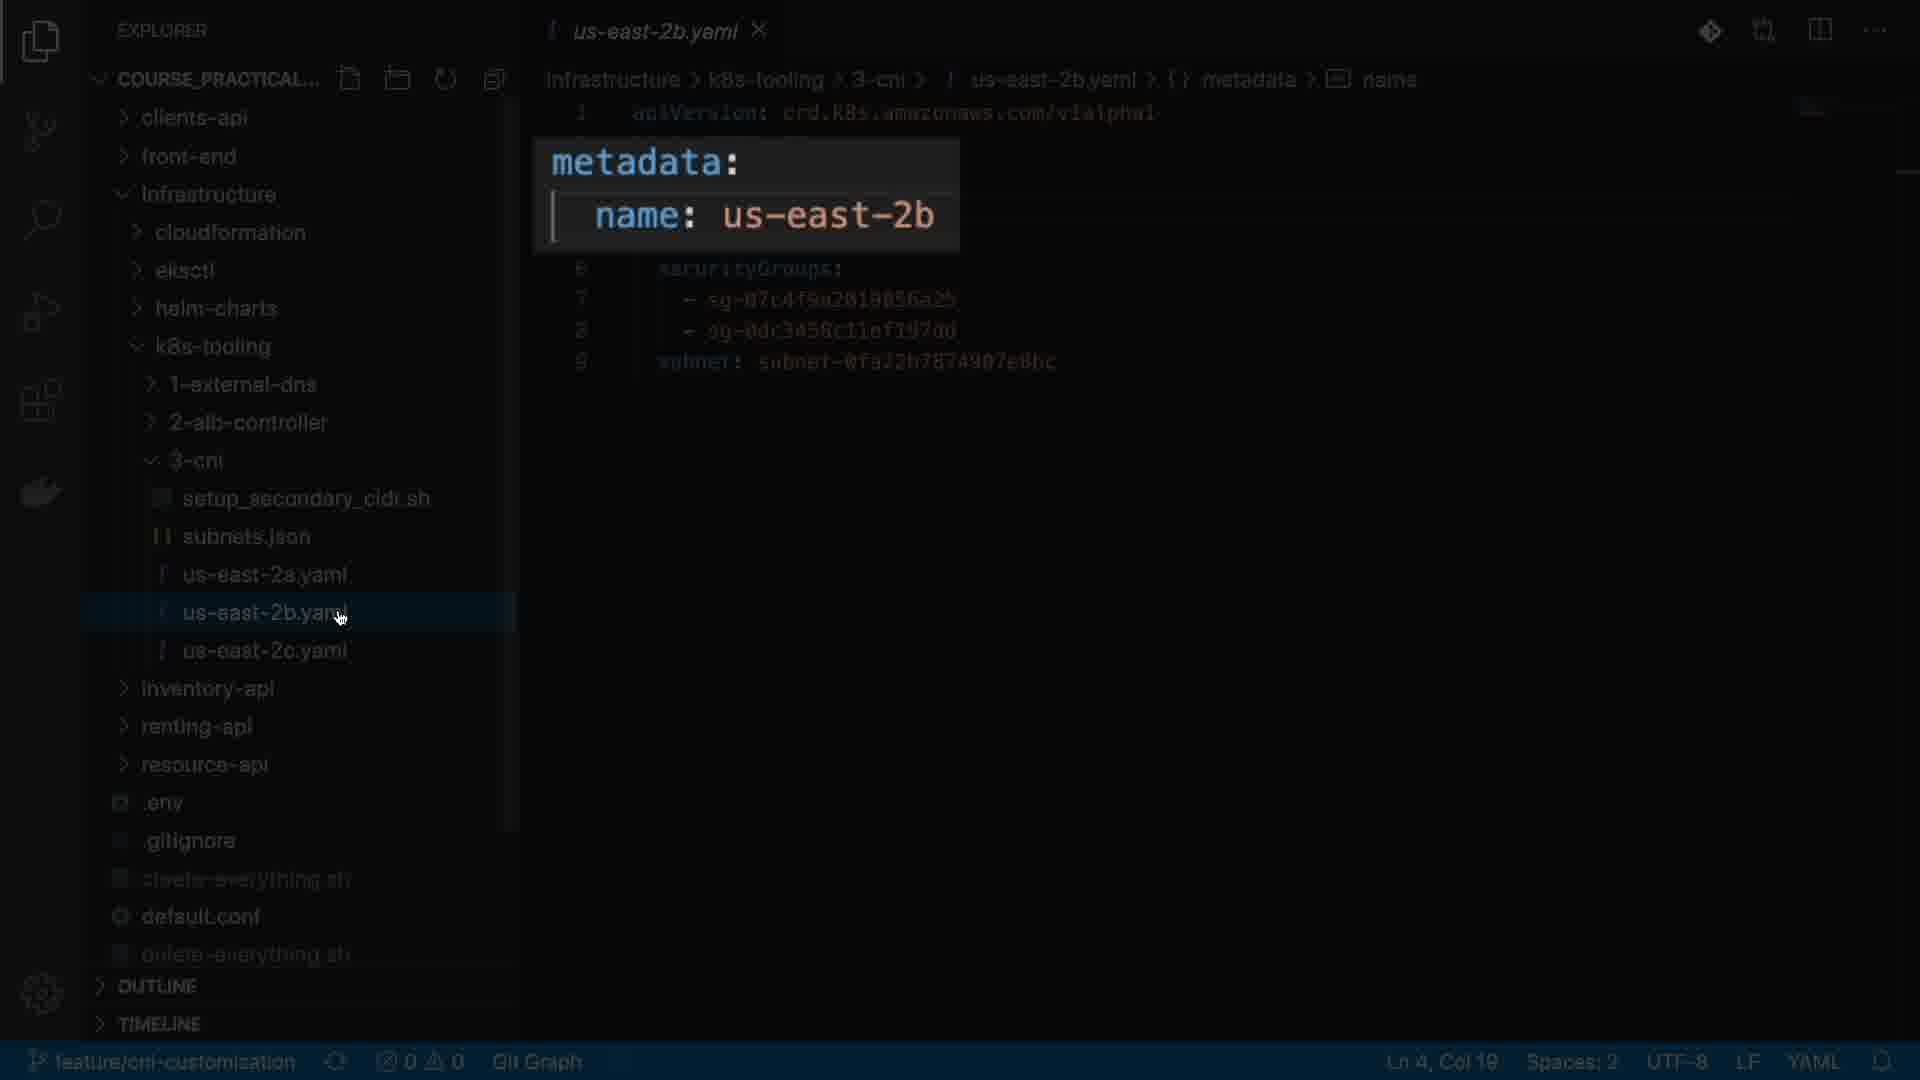 EXPLORER
COURSE_PRACTICAL...
clients-api
front-end
Infrastructure
cloudformation
eksctl
helm-charts
k8s-tooling
1-external-dns
2-alb-controller
3-cni
setup_secondary_cidr.sh
subnets.json
us-east-2a.yaml
us-east-2b.yaml
us-east-2c.yaml
inventory-api
renting-api
resource-api
.env
.gitignore
create-everything.sh
default.conf
delete-everything.sh
OUTLINE
TIMELINE
us-east-2b.yaml
Infrastructure > k8s-tooling > 3-cni > ! us-east-2b.yaml > {} metadata > name
1 apiVersion: crd.k8s.amazonaws.com/v1alpha1
metadata:
name: us-east-2b
6 securityGroups:
7 - sg-07c4f9a2019056a25
8 - sg-0dc3458c11ef197dd
9 subnet: subnet-0fa22b7874907e8bc
feature/cni-customisation 0 0 Git Graph
Ln 4, Col 19 Spaces: 2 UTF-8 LF YAML